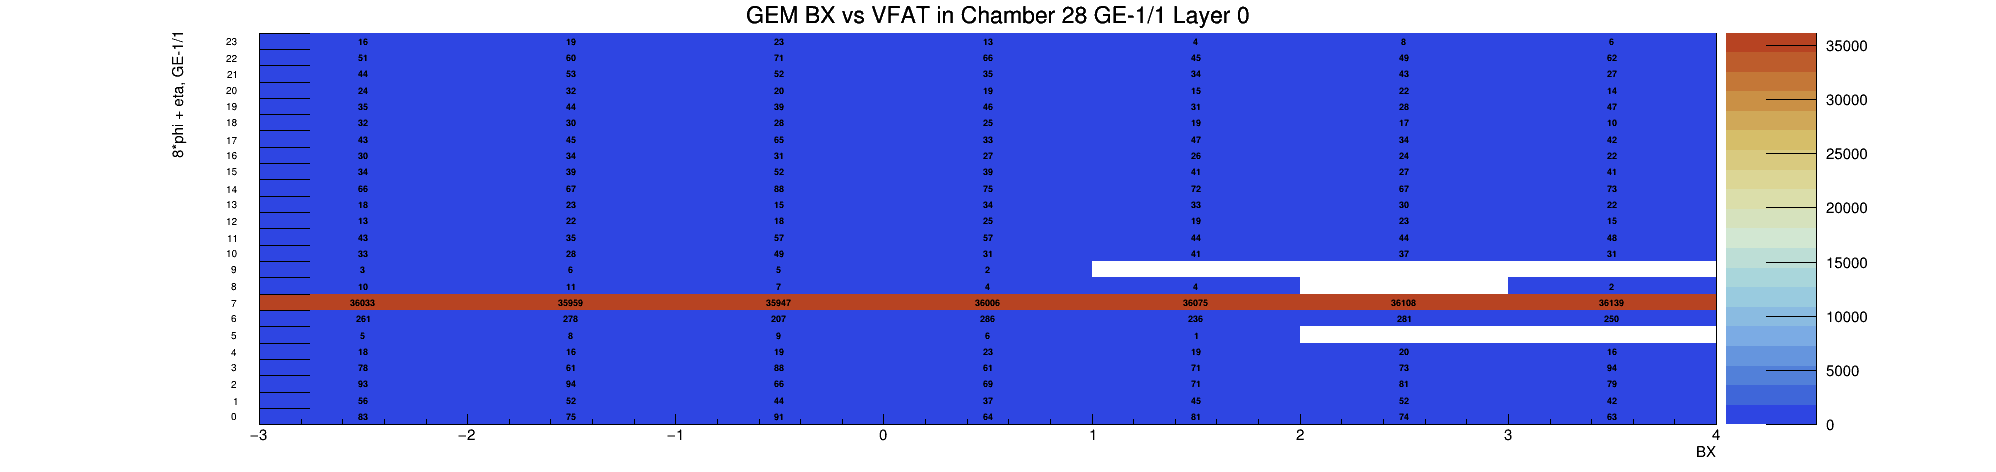 GEM BX vs VFAT in Chamber 28 GE-1/1 Layer 0
8*phi + eta, GE-1/1
23 16 19 23 13 4 8 6
22 51 60 71 66 45 49 62
21 44 53 52 35 34 43 27
20 24 32 20 19 15 22 14
19 35 44 39 46 31 28 47
18 32 30 28 25 19 17 10
17 43 45 65 33 47 34 42
16 30 34 31 27 26 24 22
15 34 39 52 39 41 27 41
14 66 67 88 75 72 67 73
13 18 23 15 34 33 30 22
12 13 22 18 25 19 23 15
11 43 35 57 57 44 44 48
10 33 28 49 31 41 37 31
9 3 6 5 2
8 10 11 7 4 4 2
7 36033 35959 35947 36006 36075 36108 36139
6 261 278 207 286 236 281 250
5 5 8 9 6 1
4 18 16 19 23 19 20 16
3 78 61 88 61 71 73 94
2 93 94 66 69 71 81 79
1 56 52 44 37 45 52 42
0 83 75 91 64 81 74 63
−3 −2 −1 0 1 2 3 4
BX
35000
30000
25000
20000
15000
10000
5000
0